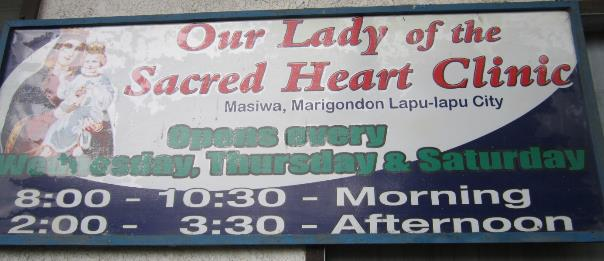 Our Lady of the
Sacred Heart Clinic
Masiwa, Marigondon Lapu-lapu City
Opens every
Wednesday, Thursday & Saturday
8:00 - 10:30 - Morning
2:00 - 3:30 - Afternoon